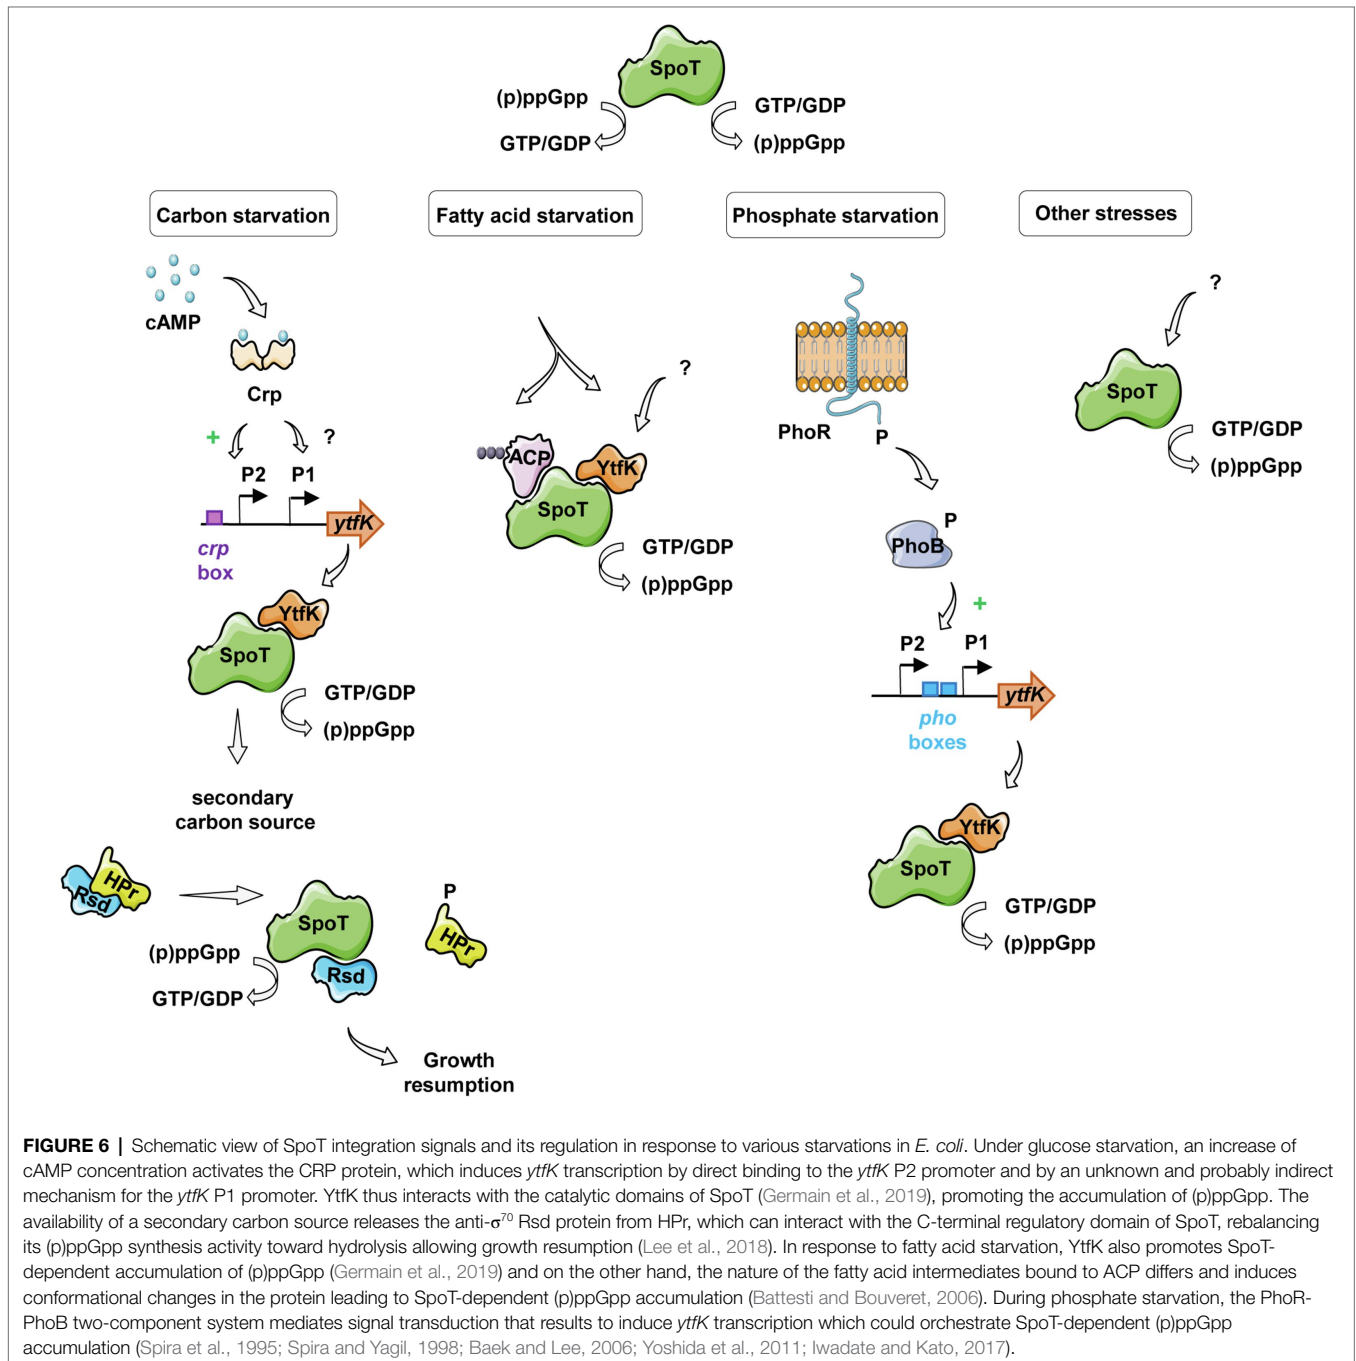 SpoT
(p)ppGpp
GTP/GDP
GTP/GDP
(p)ppGpp
Carbon starvation
Fatty acid starvation
Phosphate starvation
Other stresses
cAMP
Crp
+
?
P2
P1
ytfK
crp
box
YtfK
SpoT
GTP/GDP
(p)ppGpp
secondary
carbon source
HPr
Rsd
SpoT
(p)ppGpp
GTP/GDP
Rsd
P
HPr
Growth
resumption
?
ACP
YtfK
SpoT
GTP/GDP
(p)ppGpp
PhoR
P
P
PhoB
+
P2
P1
ytfK
pho
boxes
YtfK
SpoT
GTP/GDP
(p)ppGpp
?
SpoT
GTP/GDP
(p)ppGpp
FIGURE 6 | Schematic view of SpoT integration signals and its regulation in response to various starvations in E. coli. Under glucose starvation, an increase of
cAMP concentration activates the CRP protein, which induces ytfK transcription by direct binding to the ytfK P2 promoter and by an unknown and probably indirect
mechanism for the ytfK P1 promoter. YtfK thus interacts with the catalytic domains of SpoT (Germain et al., 2019), promoting the accumulation of (p)ppGpp. The
availability of a secondary carbon source releases the anti-σ⁷⁰ Rsd protein from HPr, which can interact with the C-terminal regulatory domain of SpoT, rebalancing
its (p)ppGpp synthesis activity toward hydrolysis allowing growth resumption (Lee et al., 2018). In response to fatty acid starvation, YtfK also promotes SpoT-
dependent accumulation of (p)ppGpp (Germain et al., 2019) and on the other hand, the nature of the fatty acid intermediates bound to ACP differs and induces
conformational changes in the protein leading to SpoT-dependent (p)ppGpp accumulation (Battesti and Bouveret, 2006). During phosphate starvation, the PhoR-
PhoB two-component system mediates signal transduction that results to induce ytfK transcription which could orchestrate SpoT-dependent (p)ppGpp
accumulation (Spira et al., 1995; Spira and Yagil, 1998; Baek and Lee, 2006; Yoshida et al., 2011; Iwadate and Kato, 2017).